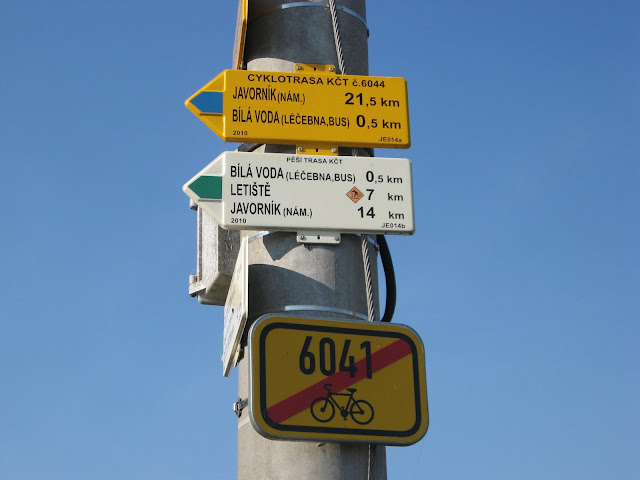 CYKLOTRASA KČT č.6044
JAVORNÍK (NÁM.) 21,5 km
BÍLÁ VODA (LÉČEBNA,BUS) 0,5 km
2010 JE014a
PĚŠÍ TRASA KČT
BÍLÁ VODA (LÉČEBNA,BUS) 0,5 km
LETIŠTĚ 7 km
JAVORNÍK (NÁM.) 14 km
2010 JE014b
6041